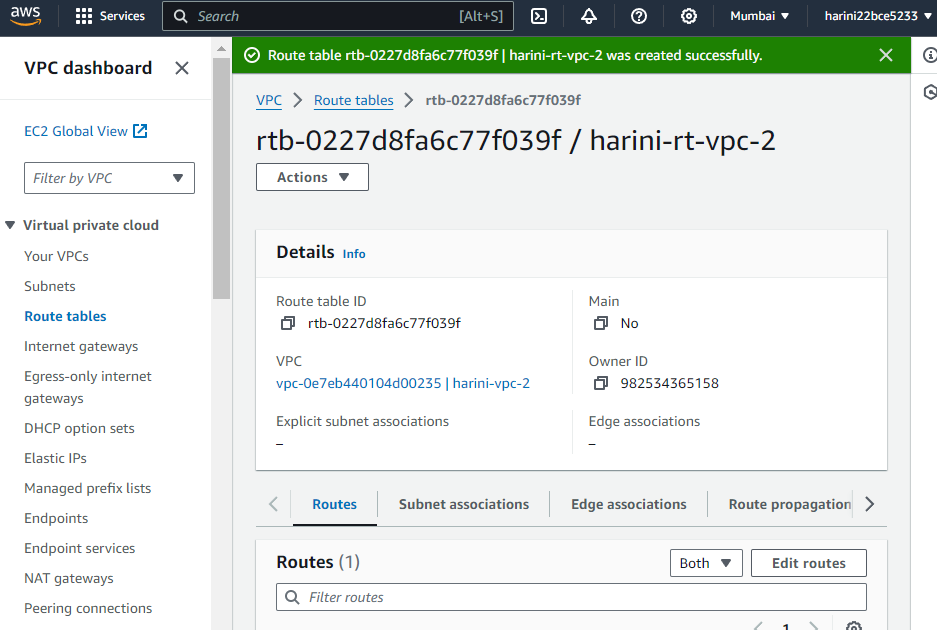 aws
Services
Search
[Alt+S]
Mumbai
harini22bce5233
VPC dashboard
EC2 Global View
Filter by VPC
Virtual private cloud
Your VPCs
Subnets
Route tables
Internet gateways
Egress-only internet
gateways
DHCP option sets
Elastic IPs
Managed prefix lists
Endpoints
Endpoint services
NAT gateways
Peering connections
Route table rtb-0227d8fa6c77f039f | harini-rt-vpc-2 was created successfully.
VPC
Route tables
rtb-0227d8fa6c77f039f
rtb-0227d8fa6c77f039f / harini-rt-vpc-2
Actions
Details Info
Route table ID
rtb-0227d8fa6c77f039f
Main
No
VPC
vpc-0e7eb440104d00235 | harini-vpc-2
Owner ID
982534365158
Explicit subnet associations
–
Edge associations
–
Routes
Subnet associations
Edge associations
Route propagation
Routes (1)
Both
Edit routes
Filter routes
1